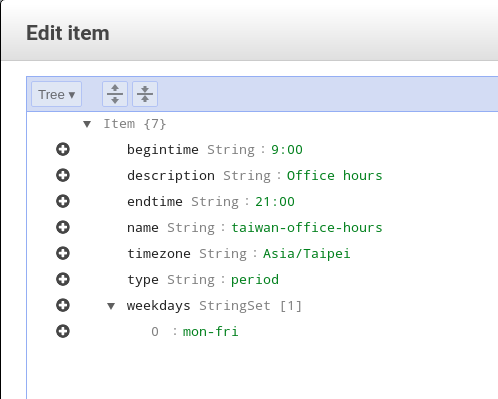 Edit item
Tree ▾
Item {7}
begintime String : 9:00
description String : Office hours
endtime String : 21:00
name String : taiwan-office-hours
timezone String : Asia/Taipei
type String : period
weekdays StringSet [1]
0 : mon-fri